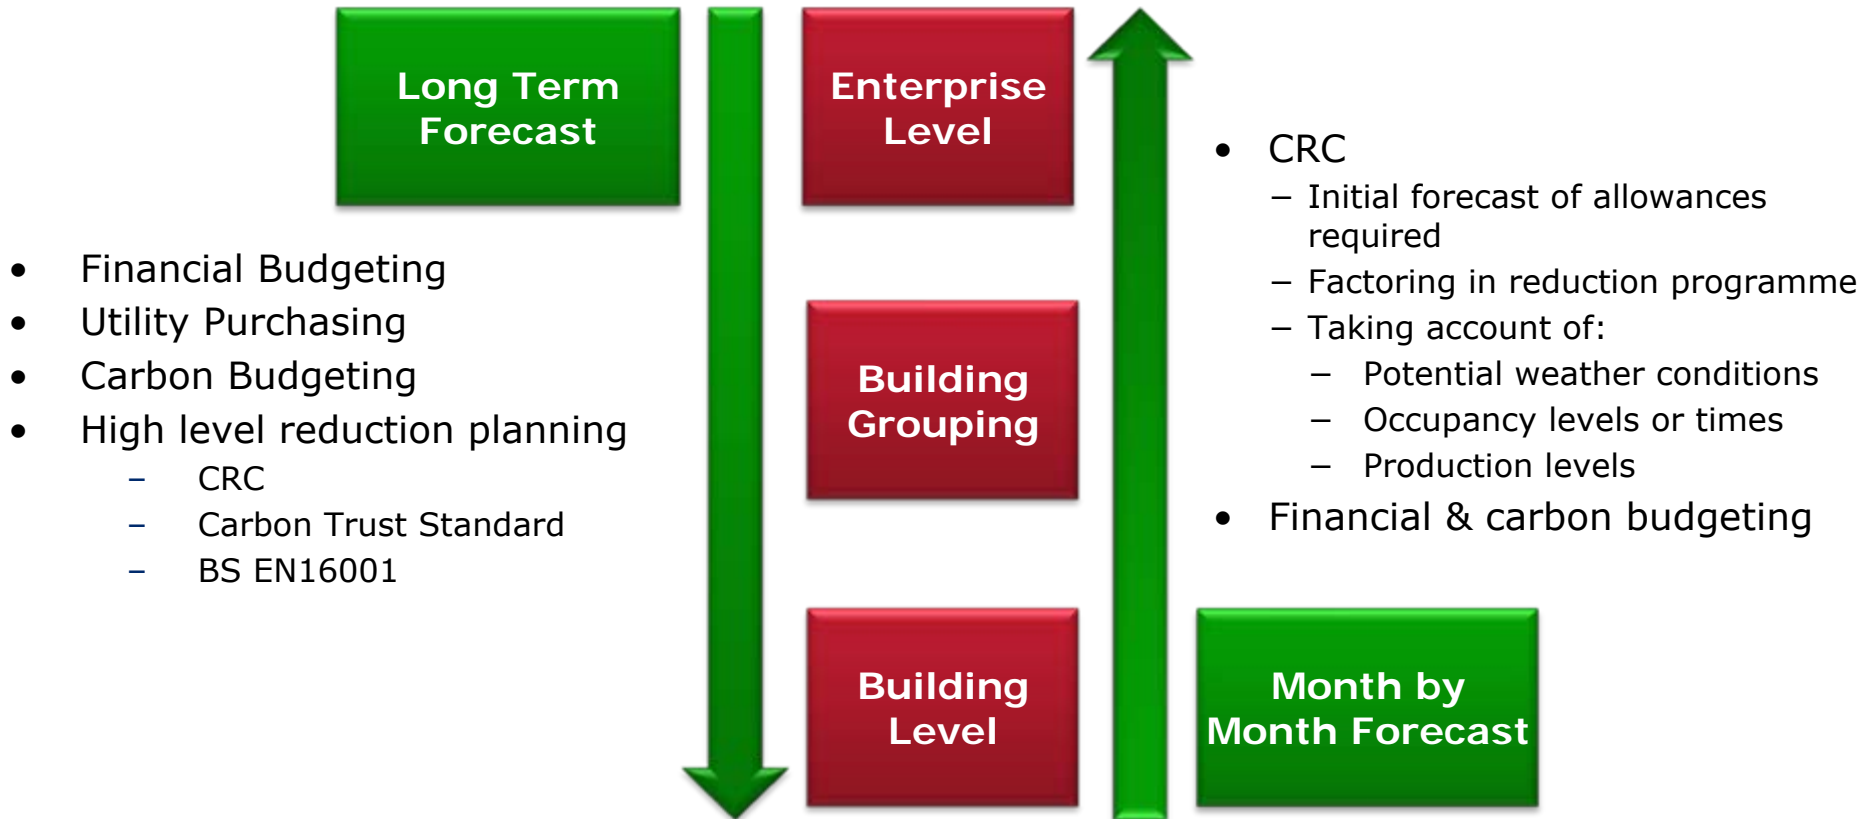 Long Term
Forecast
• Financial Budgeting
• Utility Purchasing
• Carbon Budgeting
• High level reduction planning
– CRC
– Carbon Trust Standard
– BS EN16001
Enterprise
Level
Building
Grouping
Building
Level
• CRC
– Initial forecast of allowances
required
– Factoring in reduction programme
– Taking account of:
– Potential weather conditions
– Occupancy levels or times
– Production levels
• Financial & carbon budgeting
Month by
Month Forecast